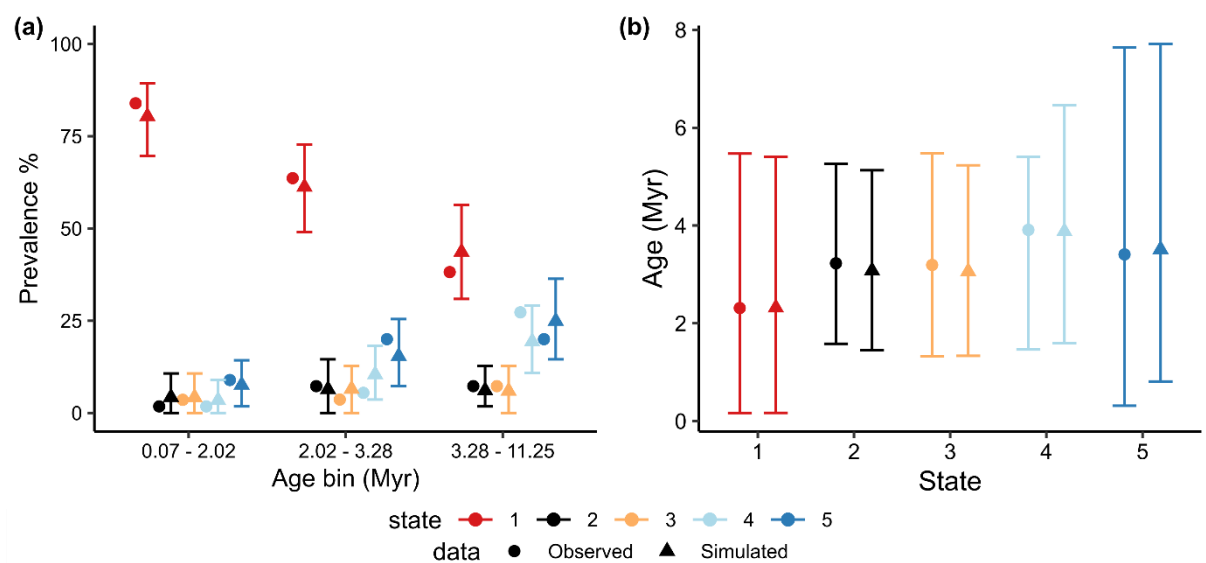 (a)
Prevalence %
100
75
50
25
0
0.07 - 2.02
2.02 - 3.28
3.28 - 11.25
Age bin (Myr)
(b)
Age (Myr)
8
6
4
2
0
1
2
3
4
5
State
state 1 2 3 4 5
data Observed Simulated